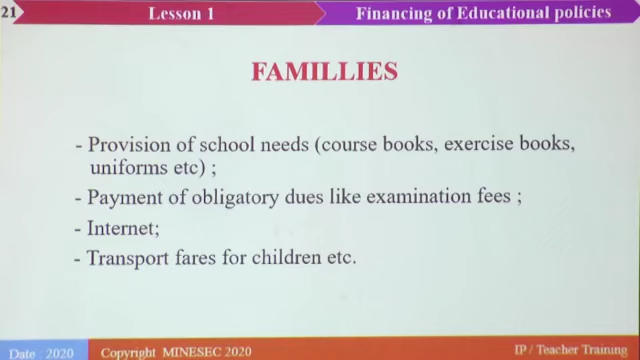 21
Lesson 1
Financing of Educational policies
FAMILLIES
- Provision of school needs (course books, exercise books,
uniforms etc) ;
- Payment of obligatory dues like examination fees ;
- Internet;
- Transport fares for children etc.
Date : 2020
Copyright MINESEC 2020
IP / Teacher Training